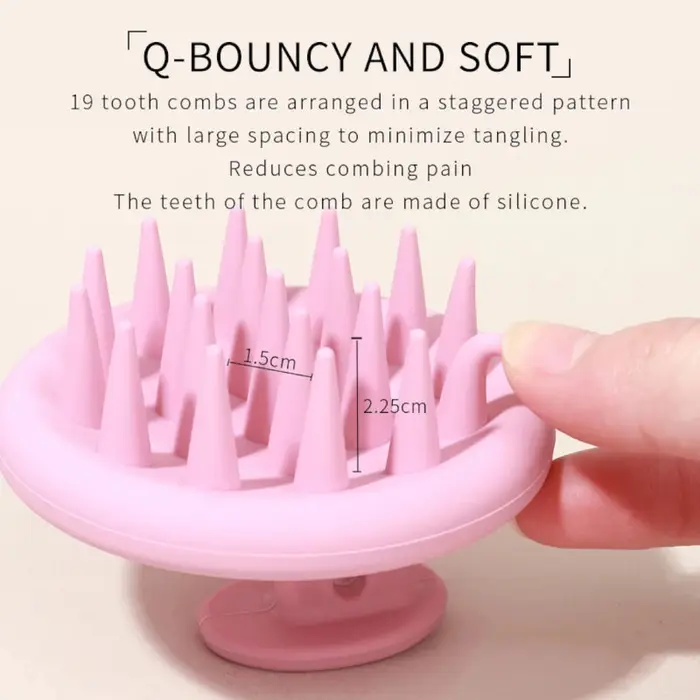 Q-BOUNCY AND SOFT
19 tooth combs are arranged in a staggered pattern
with large spacing to minimize tangling.
Reduces combing pain
The teeth of the comb are made of silicone.
1.5cm
2.25cm